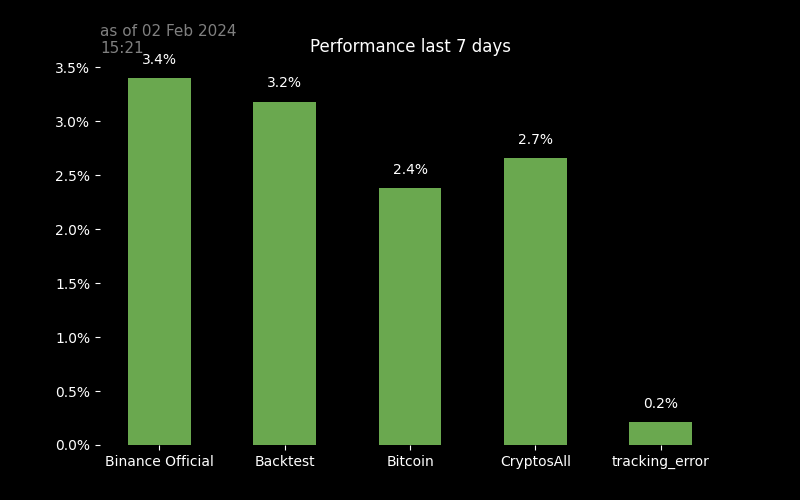 as of 02 Feb 2024
15:21
Performance last 7 days
3.5%
3.0%
2.5%
2.0%
1.5%
1.0%
0.5%
0.0%
3.4%
3.2%
2.4%
2.7%
0.2%
Binance Official
Backtest
Bitcoin
CryptosAll
tracking_error